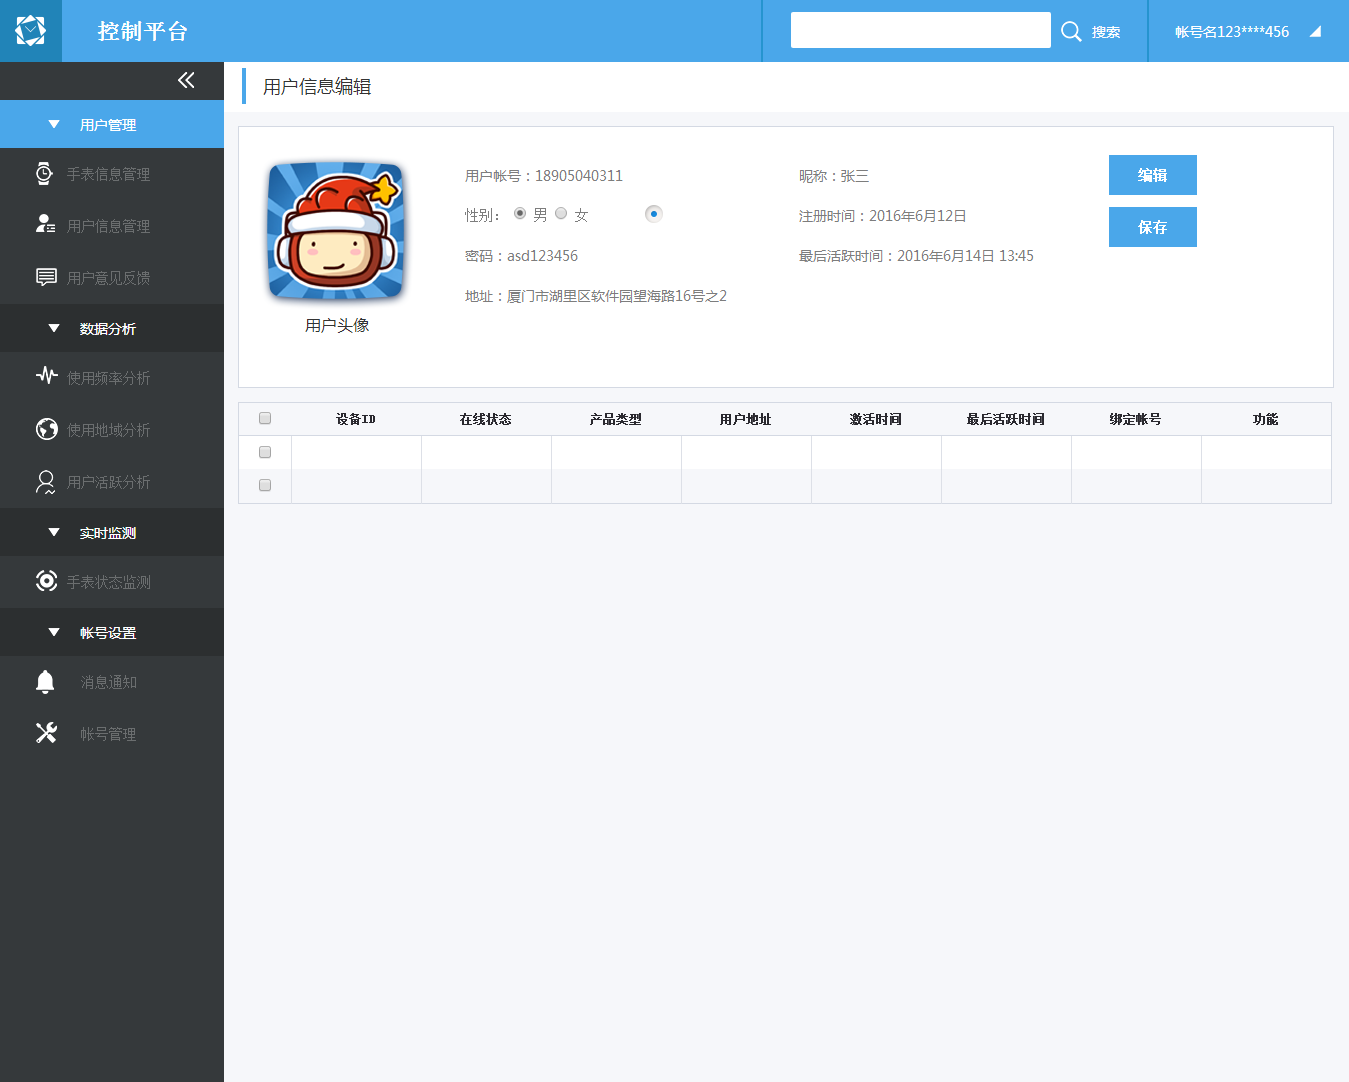 控制平台
搜索
帐号名123****456
用户管理
手表信息管理
用户信息管理
用户意见反馈
数据分析
使用频率分析
使用地域分析
用户活跃分析
实时监测
手表状态监测
帐号设置
消息通知
帐号管理
用户信息编辑
用户头像
用户帐号：18905040311
昵称：张三
性别： 男 女
注册时间：2016年6月12日
密码：asd123456
最后活跃时间：2016年6月14日 13:45
地址：厦门市湖里区软件园望海路16号之2
编辑
保存
设备ID 在线状态 产品类型 用户地址 激活时间 最后活跃时间 绑定帐号 功能